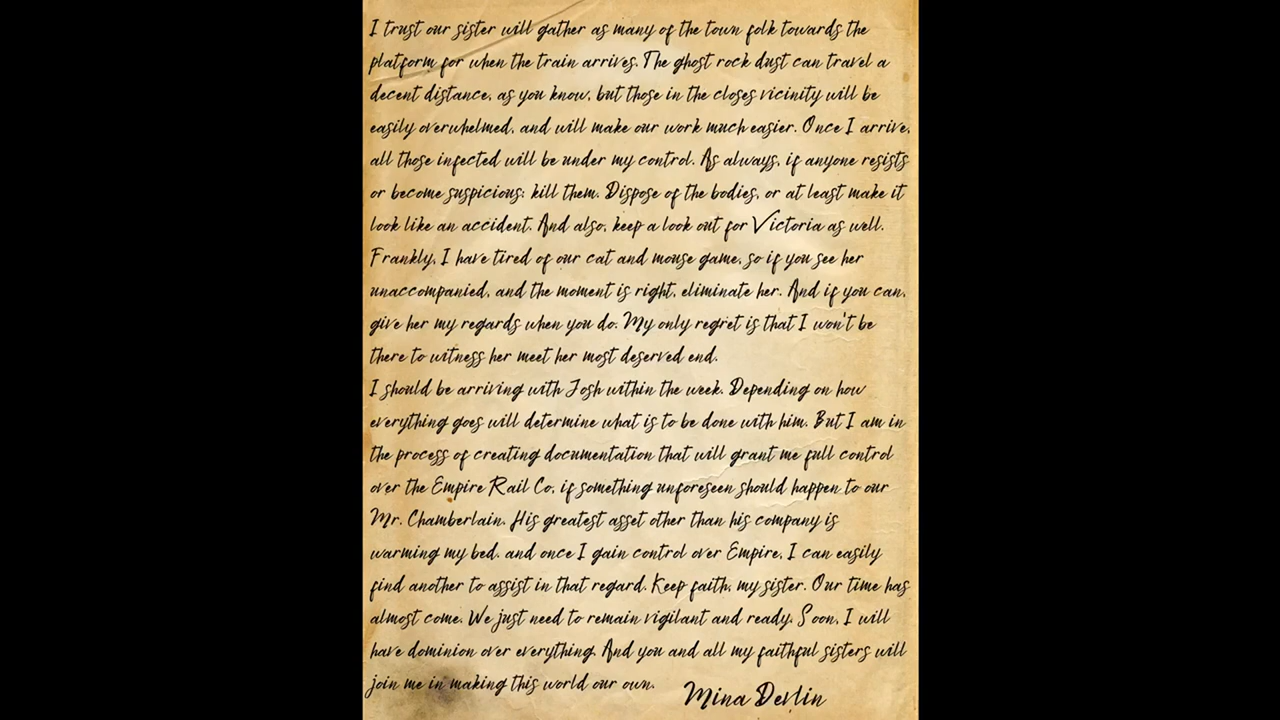 I trust our sister will gather as many of the town folk towards the
platform for when the train arrives. The ghost rock dust can travel a
decent distance, as you know, but those in the closes vicinity will be
easily overwhelmed, and will make our work much easier. Once I arrive,
all those infected will be under my control. As always, if anyone resists
or become suspicious; kill them. Dispose of the bodies, or at least make it
look like an accident. And also, keep a look out for Victoria as well.
Frankly, I have tired of our cat and mouse game, so if you see her
unaccompanied, and the moment is right, eliminate her. And if you can,
give her my regards when you do. My only regret is that I won't be
there to witness her meet her most deserved end.
I should be arriving with Josh within the week. Depending on how
everything goes will determine what is to be done with him. But I am in
the process of creating documentation that will grant me full control
over the Empire Rail Co, if something unforeseen should happen to our
Mr. Chamberlain. His greatest asset other than his company is
warming my bed, and once I gain control over Empire, I can easily
find another to assist in that regard. Keep faith, my sister. Our time has
almost come. We just need to remain vigilant and ready. Soon, I will
have dominion over everything. And you and all my faithful sisters will
join me in making this world our own.
Mina Devlin